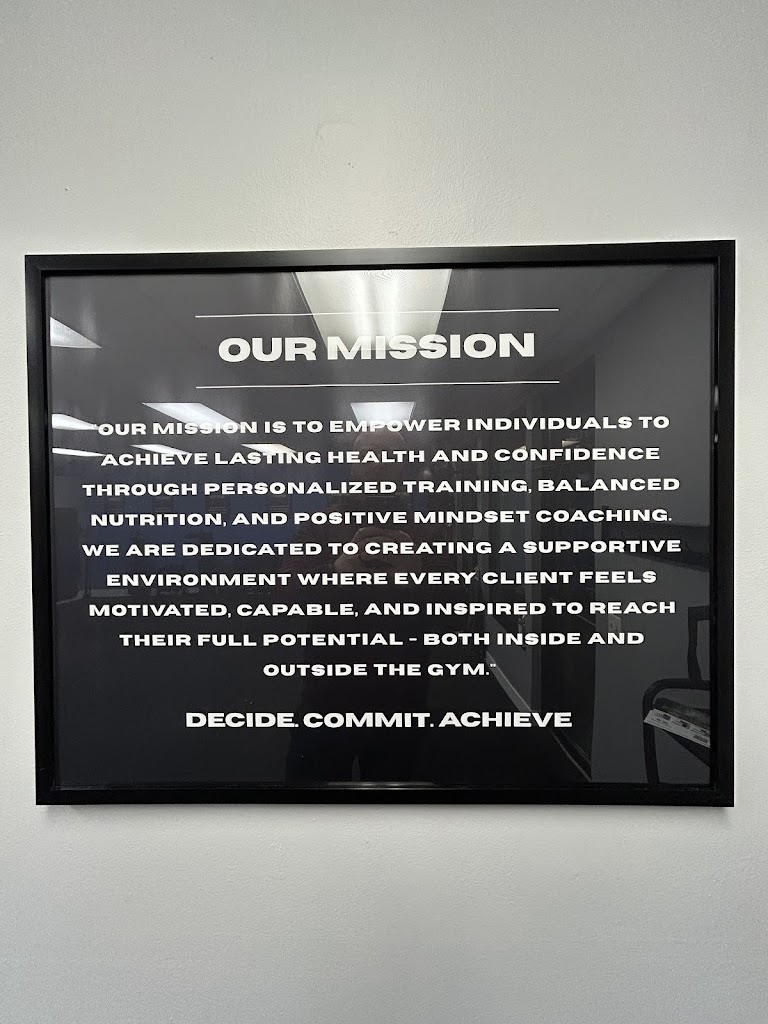 OUR MISSION
"OUR MISSION IS TO EMPOWER INDIVIDUALS TO
ACHIEVE LASTING HEALTH AND CONFIDENCE
THROUGH PERSONALIZED TRAINING, BALANCED
NUTRITION, AND POSITIVE MINDSET COACHING.
WE ARE DEDICATED TO CREATING A SUPPORTIVE
ENVIRONMENT WHERE EVERY CLIENT FEELS
MOTIVATED, CAPABLE, AND INSPIRED TO REACH
THEIR FULL POTENTIAL - BOTH INSIDE AND
OUTSIDE THE GYM."
DECIDE. COMMIT. ACHIEVE